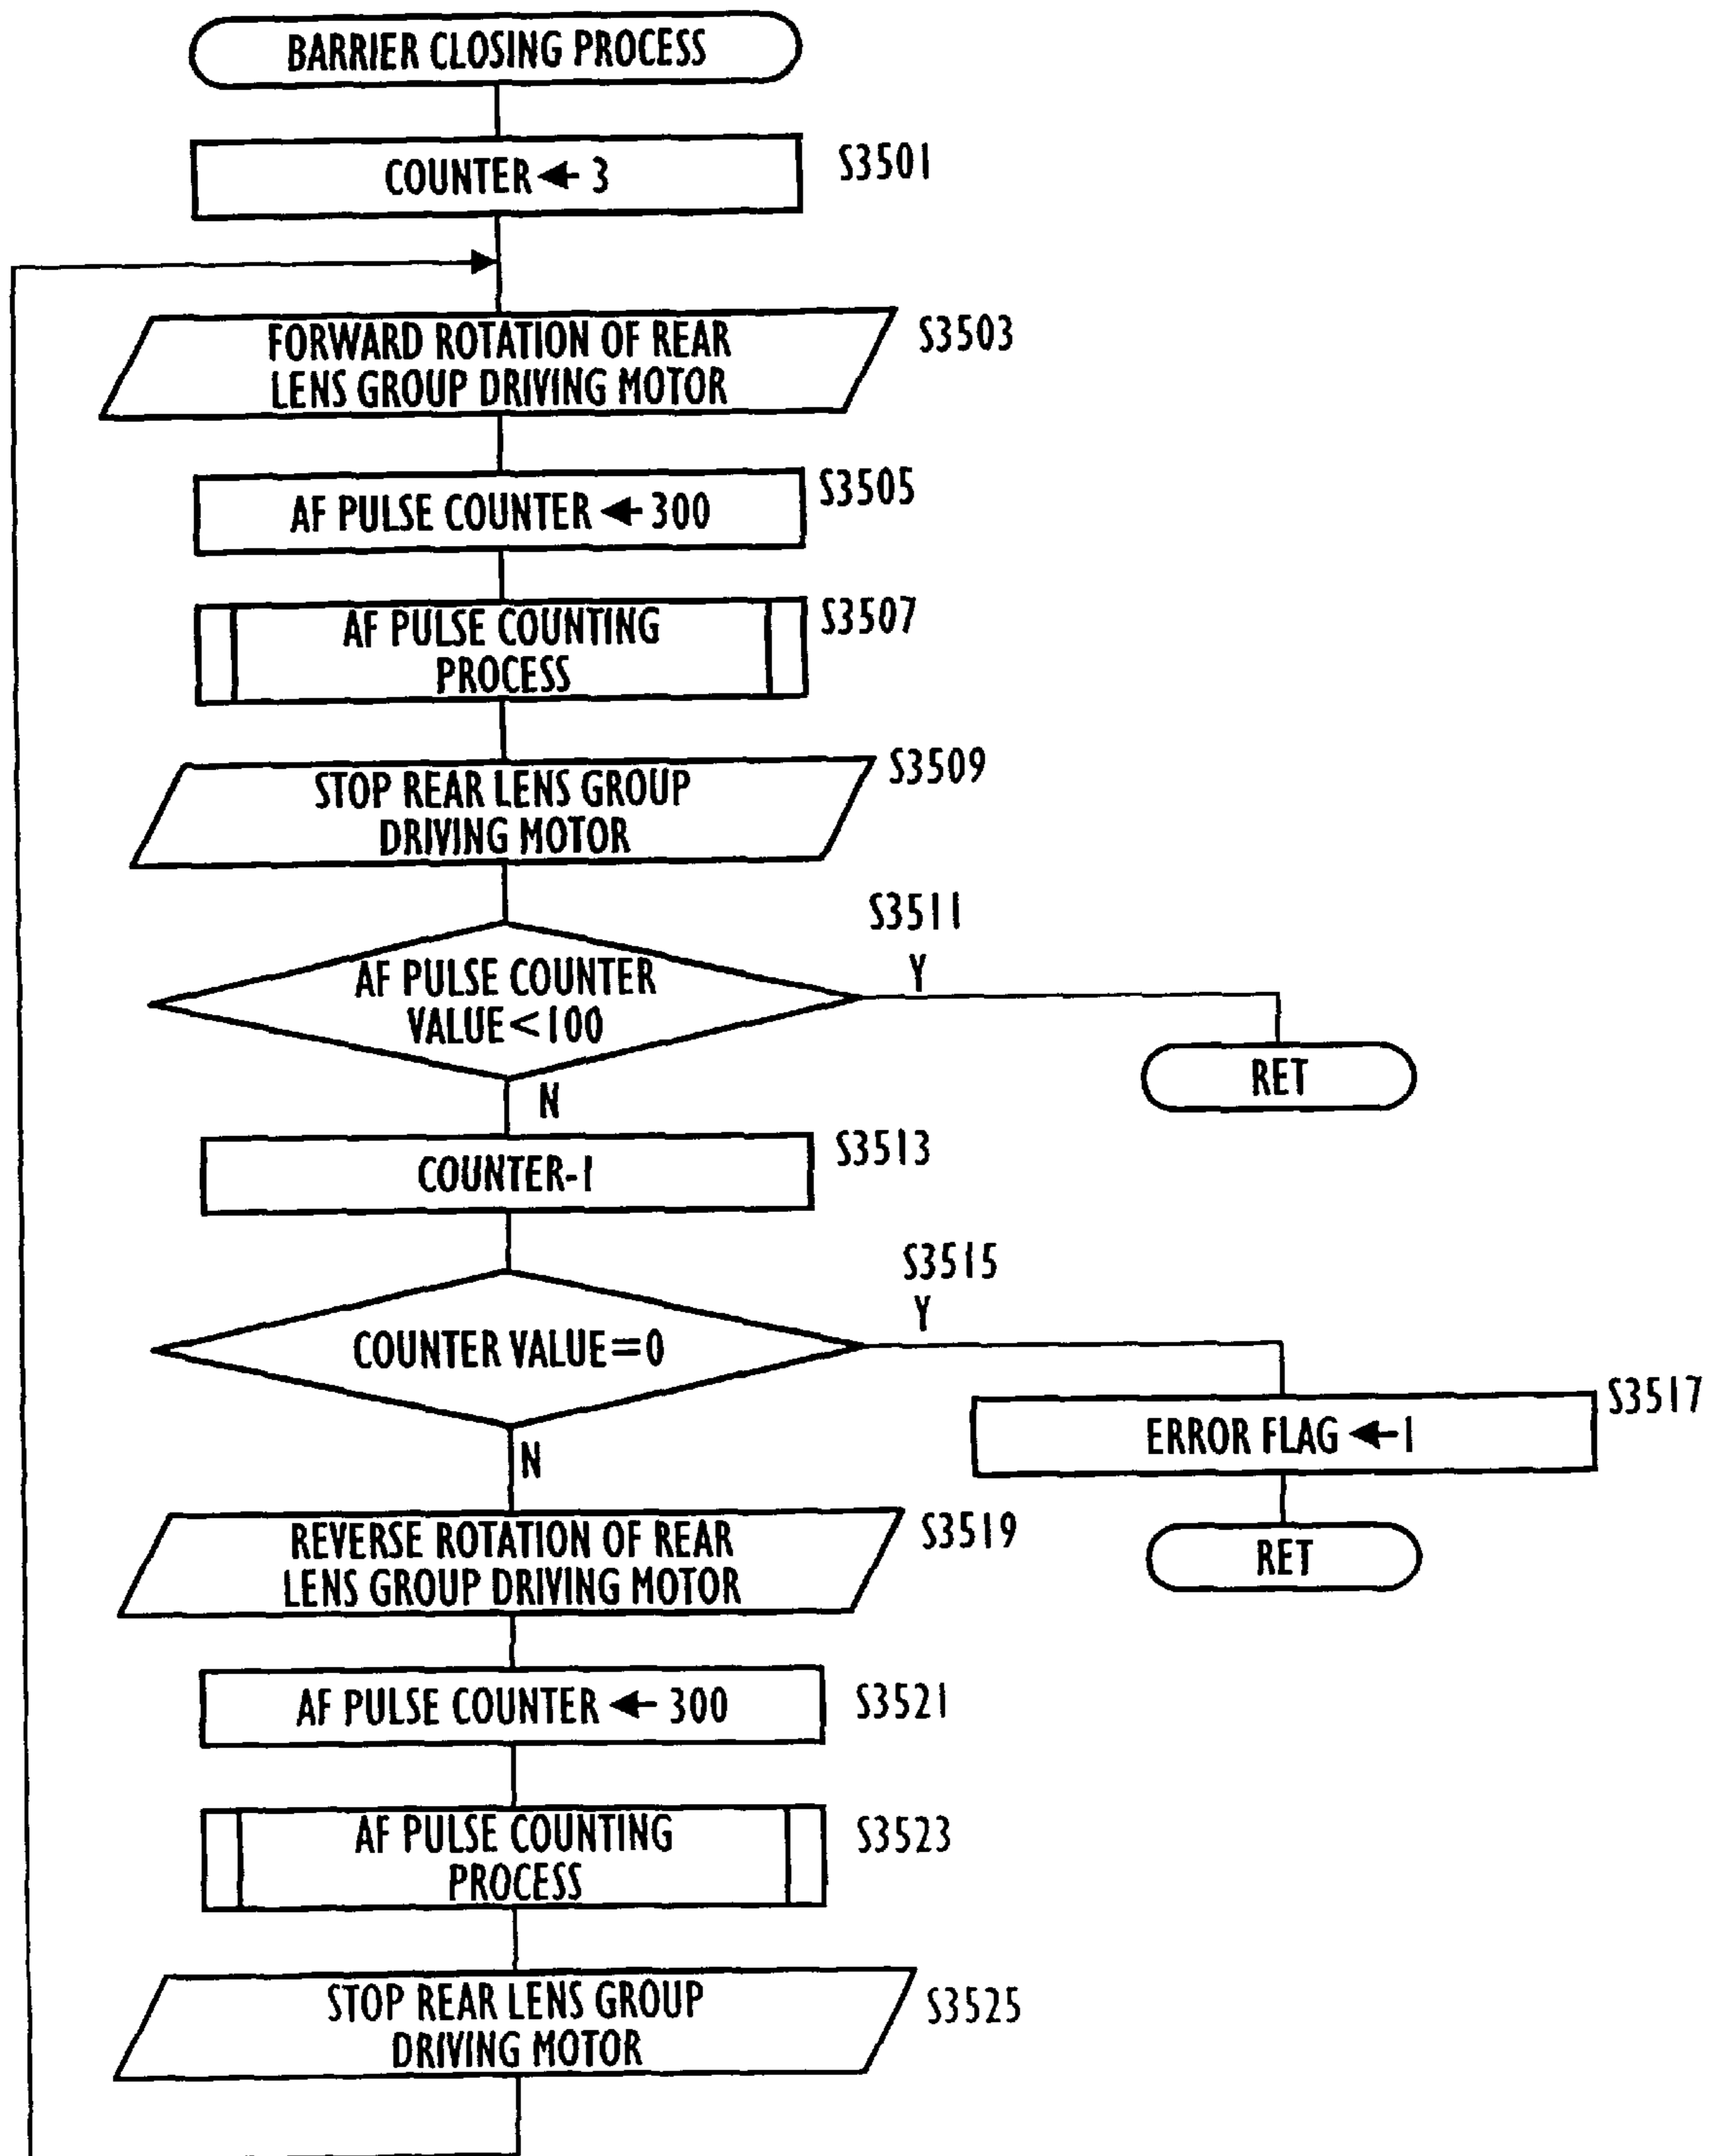 BARRIER CLOSING PROCESS
COUNTER ← 3
S3501
FORWARD ROTATION OF REAR
LENS GROUP DRIVING MOTOR
S3503
AF PULSE COUNTER ← 300
S3505
AF PULSE COUNTING
PROCESS
S3507
STOP REAR LENS GROUP
DRIVING MOTOR
S3509
S3511
AF PULSE COUNTER
VALUE<100
Y
RET
N
COUNTER-1
S3513
S3515
COUNTER VALUE=0
Y
ERROR FLAG ←1
S3517
RET
N
REVERSE ROTATION OF REAR
LENS GROUP DRIVING MOTOR
S3519
AF PULSE COUNTER ← 300
S3521
AF PULSE COUNTING
PROCESS
S3523
STOP REAR LENS GROUP
DRIVING MOTOR
S3525